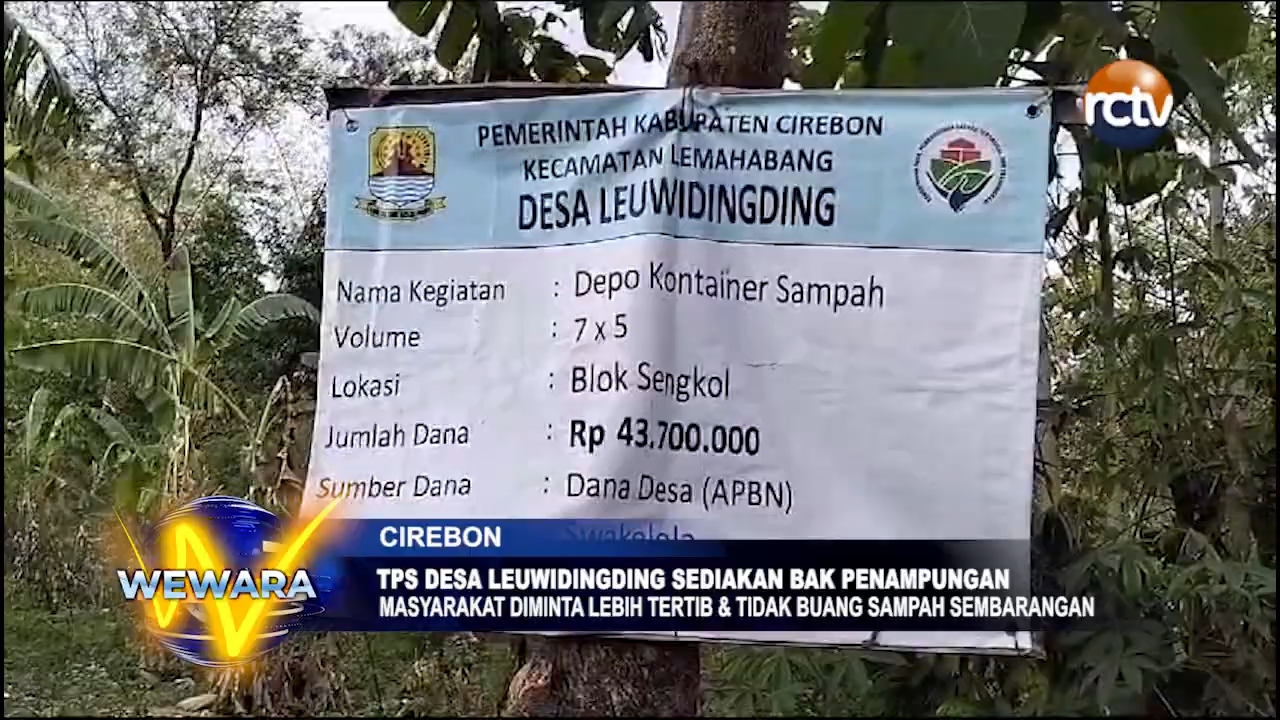 rctv
PEMERINTAH KABUPATEN CIREBON
KECAMATAN LEMAHABANG
DESA LEUWIDINGDING
Nama Kegiatan : Depo Kontainer Sampah
Volume : 7 x 5
Lokasi : Blok Sengkol
Jumlah Dana : Rp 43.700.000
Sumber Dana : Dana Desa (APBN)
Swakelola
CIREBON
WEWARA
TPS DESA LEUWIDINGDING SEDIAKAN BAK PENAMPUNGAN
MASYARAKAT DIMINTA LEBIH TERTIB & TIDAK BUANG SAMPAH SEMBARANGAN